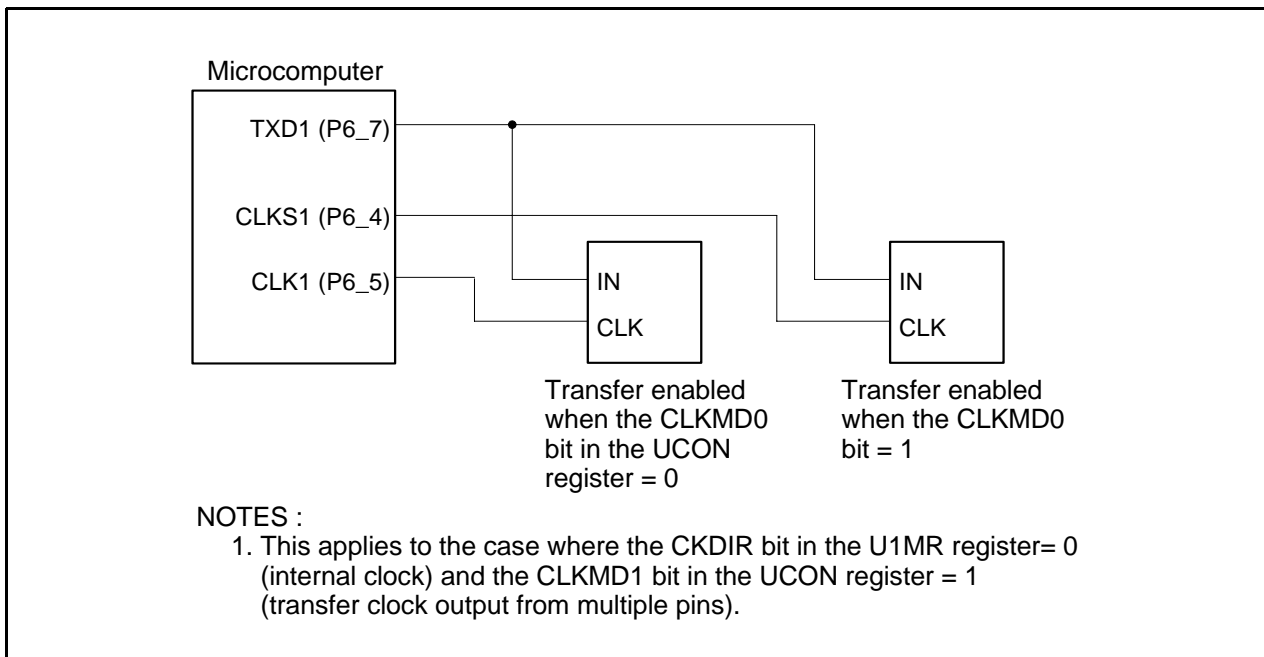 Microcomputer
TXD1 (P6_7)
CLKS1 (P6_4)
CLK1 (P6_5)
IN
CLK
IN
CLK
Transfer enabled
when the CLKMD0
bit in the UCON
register = 0
Transfer enabled
when the CLKMD0
bit = 1
NOTES :
1. This applies to the case where the CKDIR bit in the U1MR register= 0
(internal clock) and the CLKMD1 bit in the UCON register = 1
(transfer clock output from multiple pins).